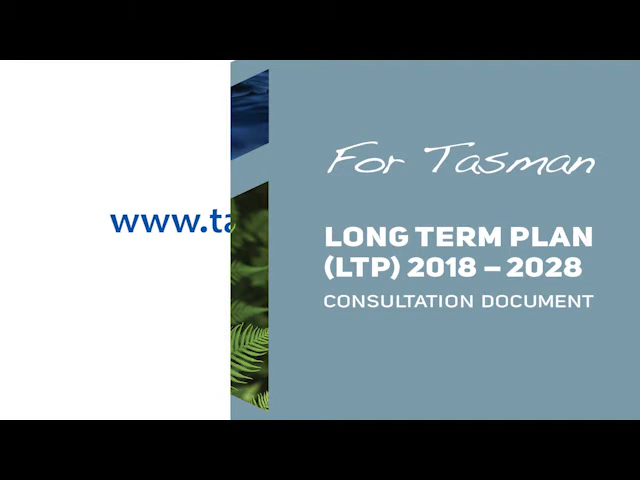 www.ta
For Tasman
LONG TERM PLAN
(LTP) 2018 – 2028
CONSULTATION DOCUMENT